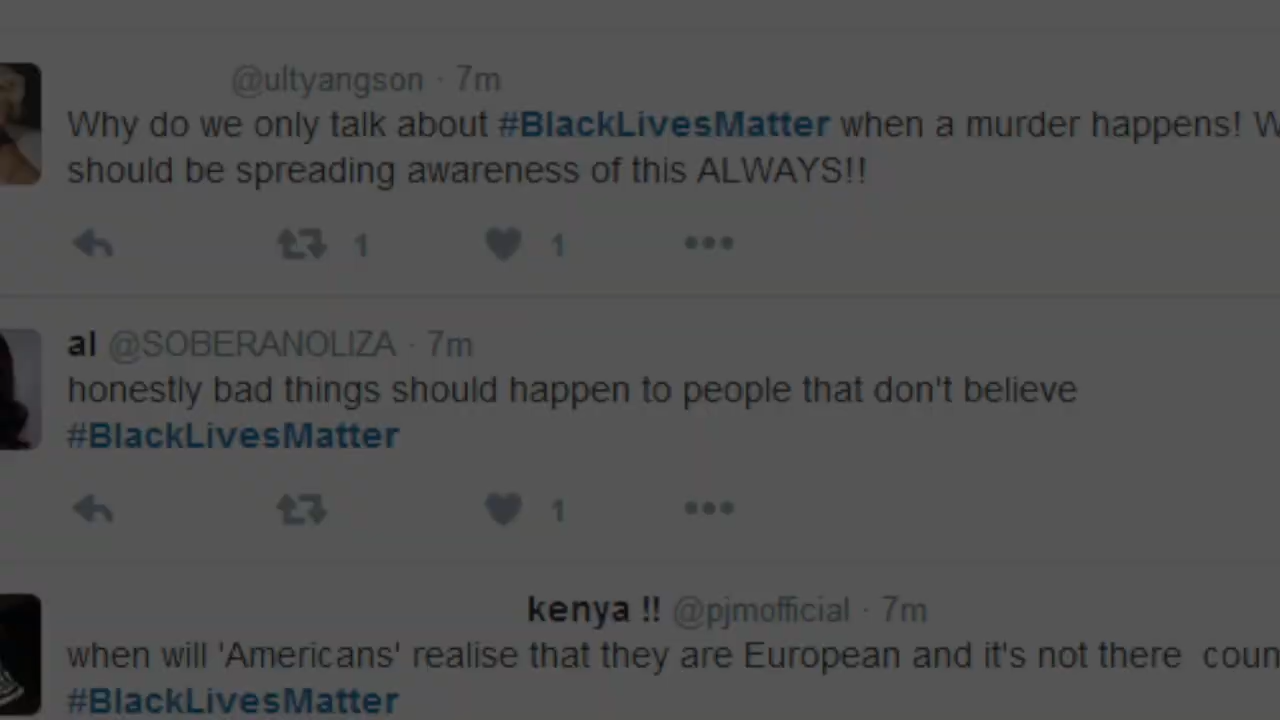 @ultyangson · 7m
Why do we only talk about #BlackLivesMatter when a murder happens!
should be spreading awareness of this ALWAYS!!
1 1
al @SOBERANOLIZA · 7m
honestly bad things should happen to people that don't believe
#BlackLivesMatter
1
kenya !! @pjmofficial · 7m
when will 'Americans' realise that they are European and it's not there
#BlackLivesMatter